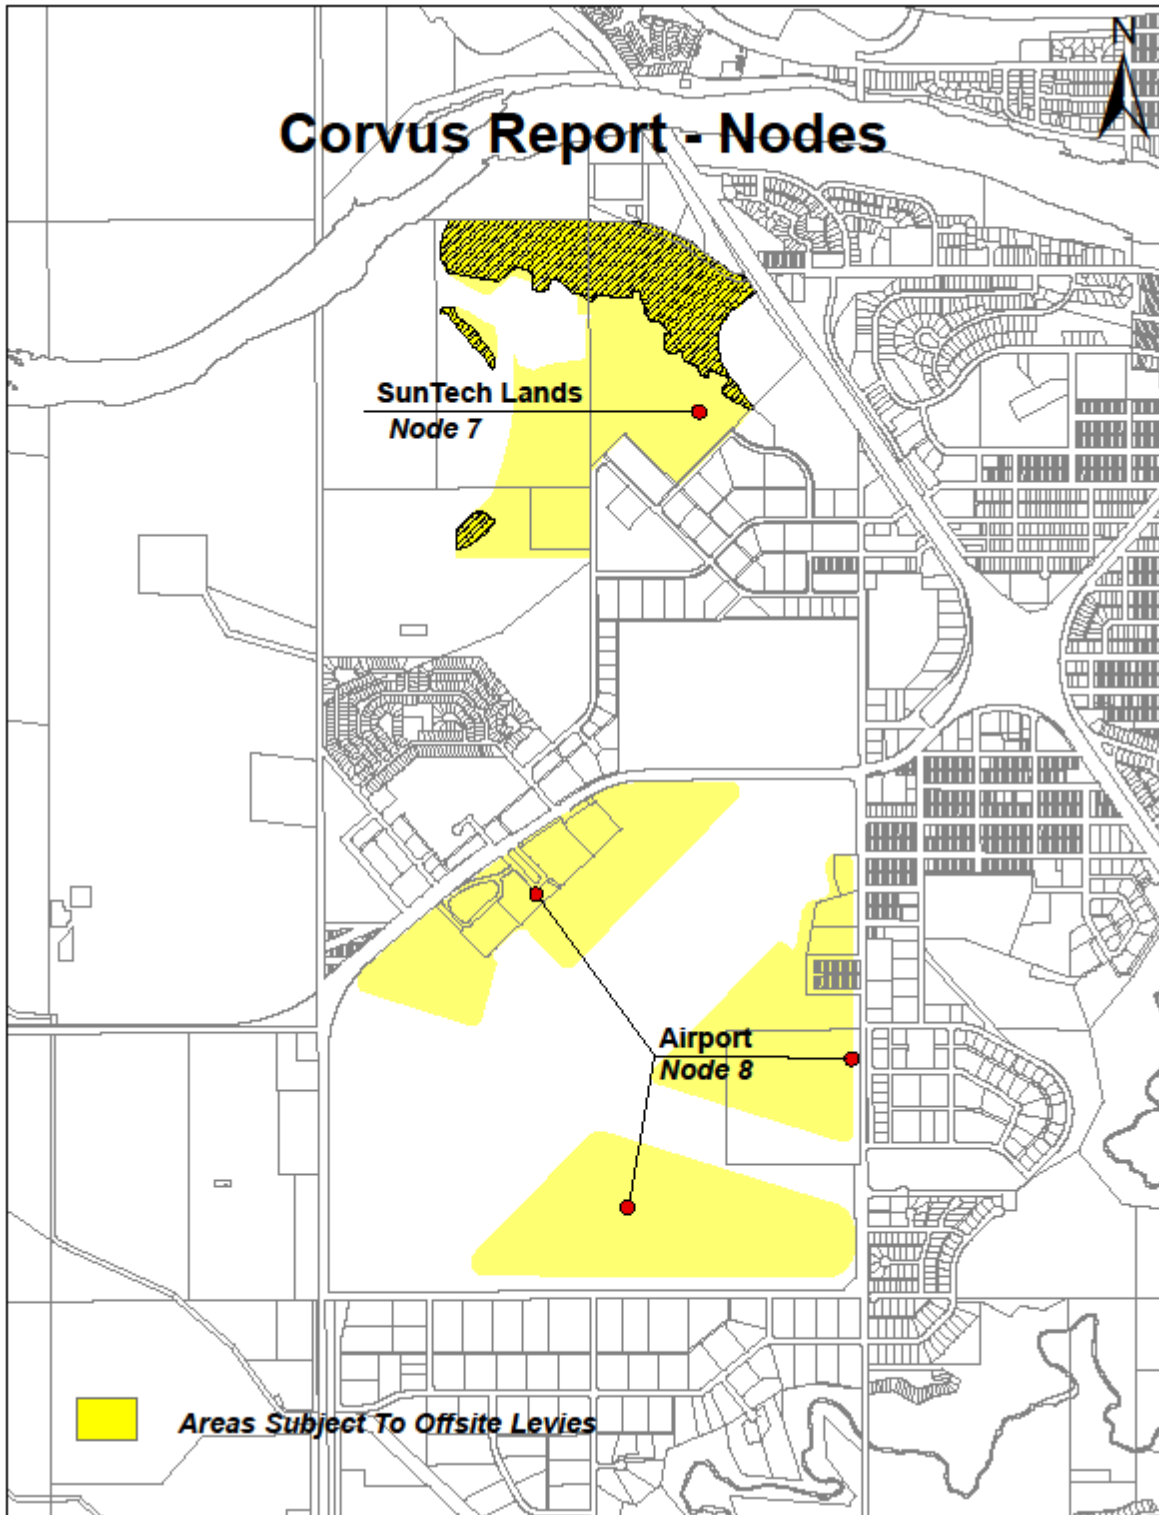 N
Corvus Report - Nodes
SunTech Lands
Node 7
Airport
Node 8
Areas Subject To Offsite Levies